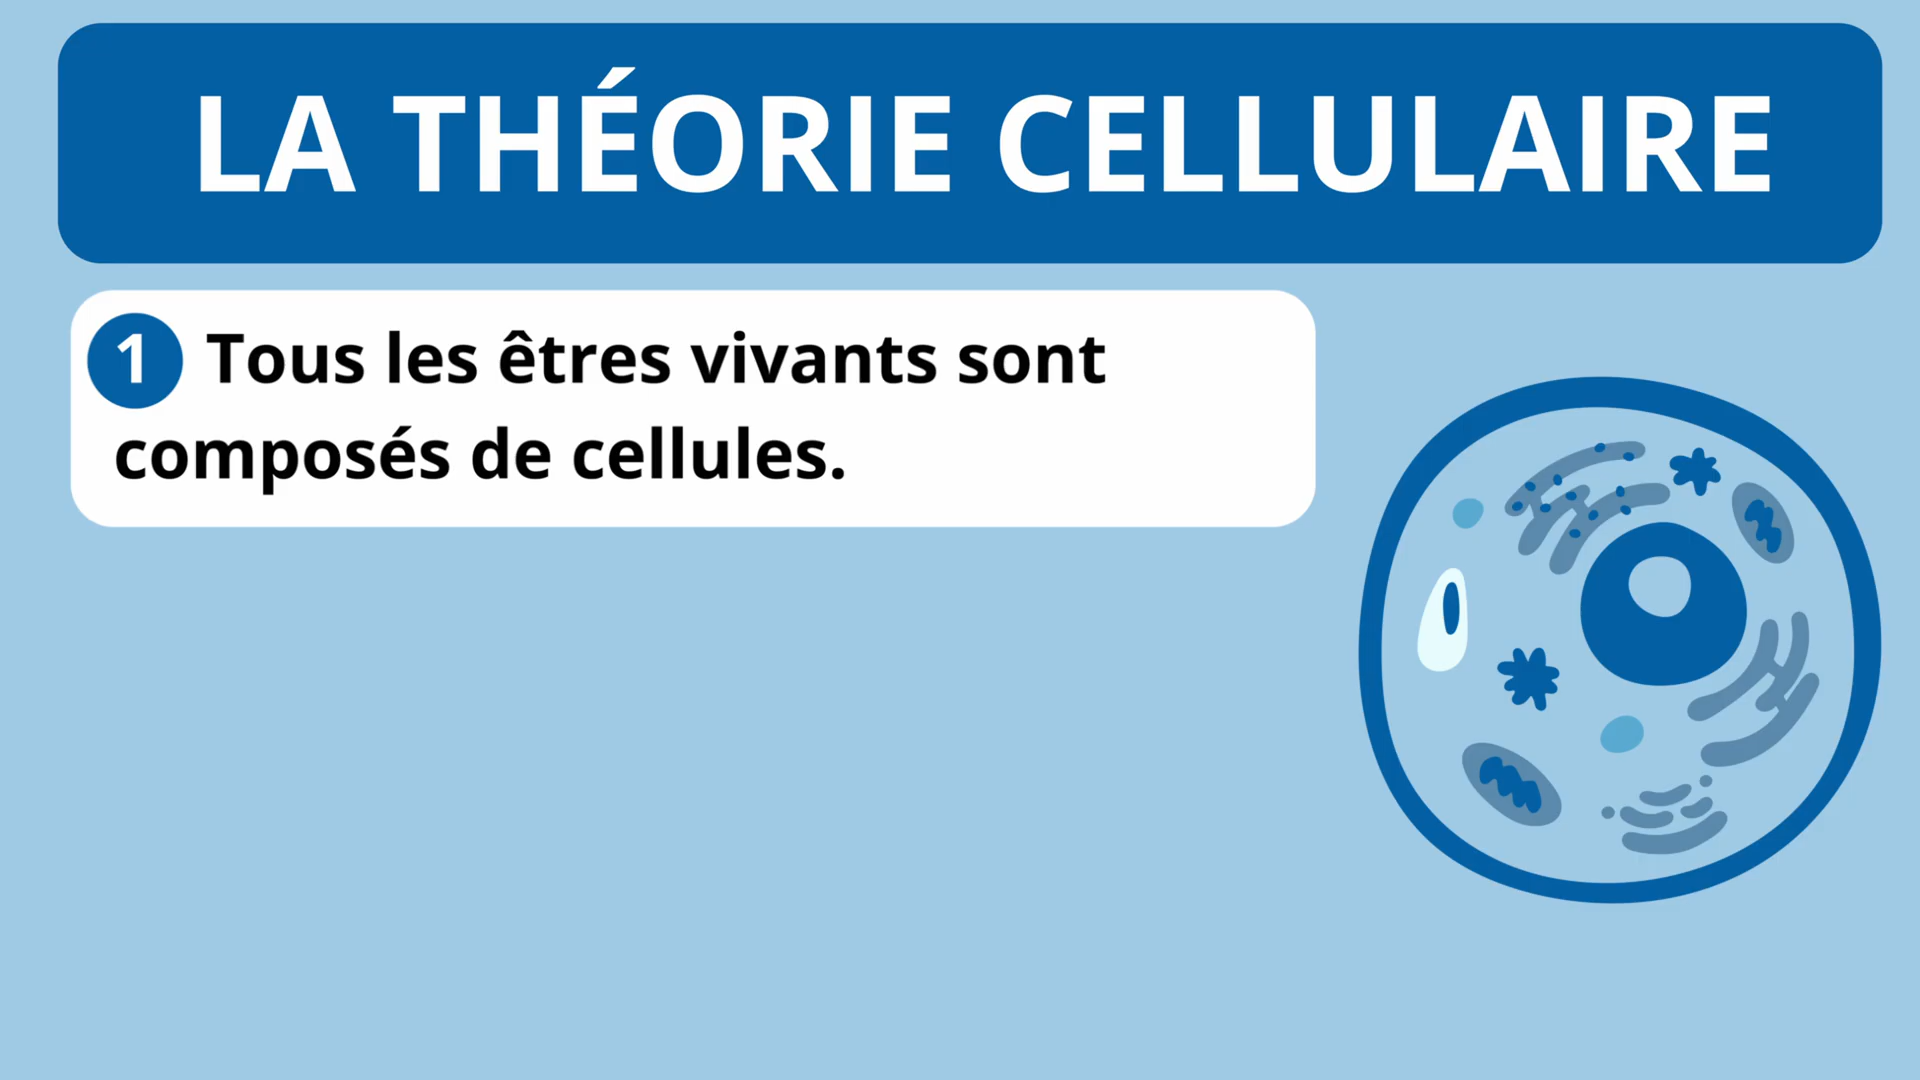 LA THÉORIE CELLULAIRE
1 Tous les êtres vivants sont
composés de cellules.